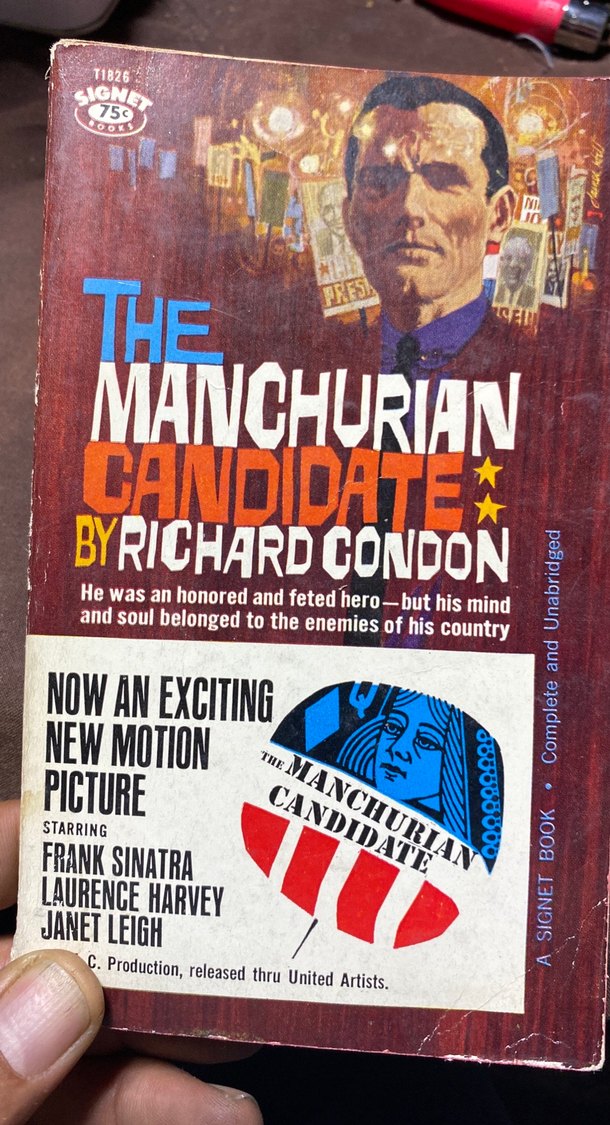 T1826
SIGNET
75¢
BOOKS
PRESI
THE
MANCHURIAN
CANDIDATE
BY RICHARD CONDON
He was an honored and feted hero—but his mind
and soul belonged to the enemies of his country
NOW AN EXCITING
NEW MOTION
PICTURE
STARRING
FRANK SINATRA
LAURENCE HARVEY
JANET LEIGH
C. Production, released thru United Artists.
Q
THE MANCHURIAN
CANDIDATE
A SIGNET BOOK • Complete and Unabridged